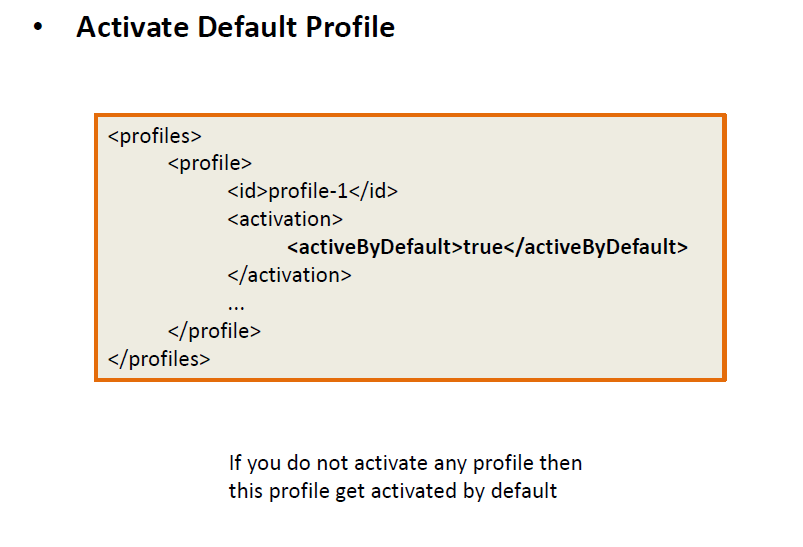 • Activate Default Profile
<profiles>
<profile>
<id>profile-1</id>
<activation>
<activeByDefault>true</activeByDefault>
</activation>
...
</profile>
</profiles>
If you do not activate any profile then
this profile get activated by default